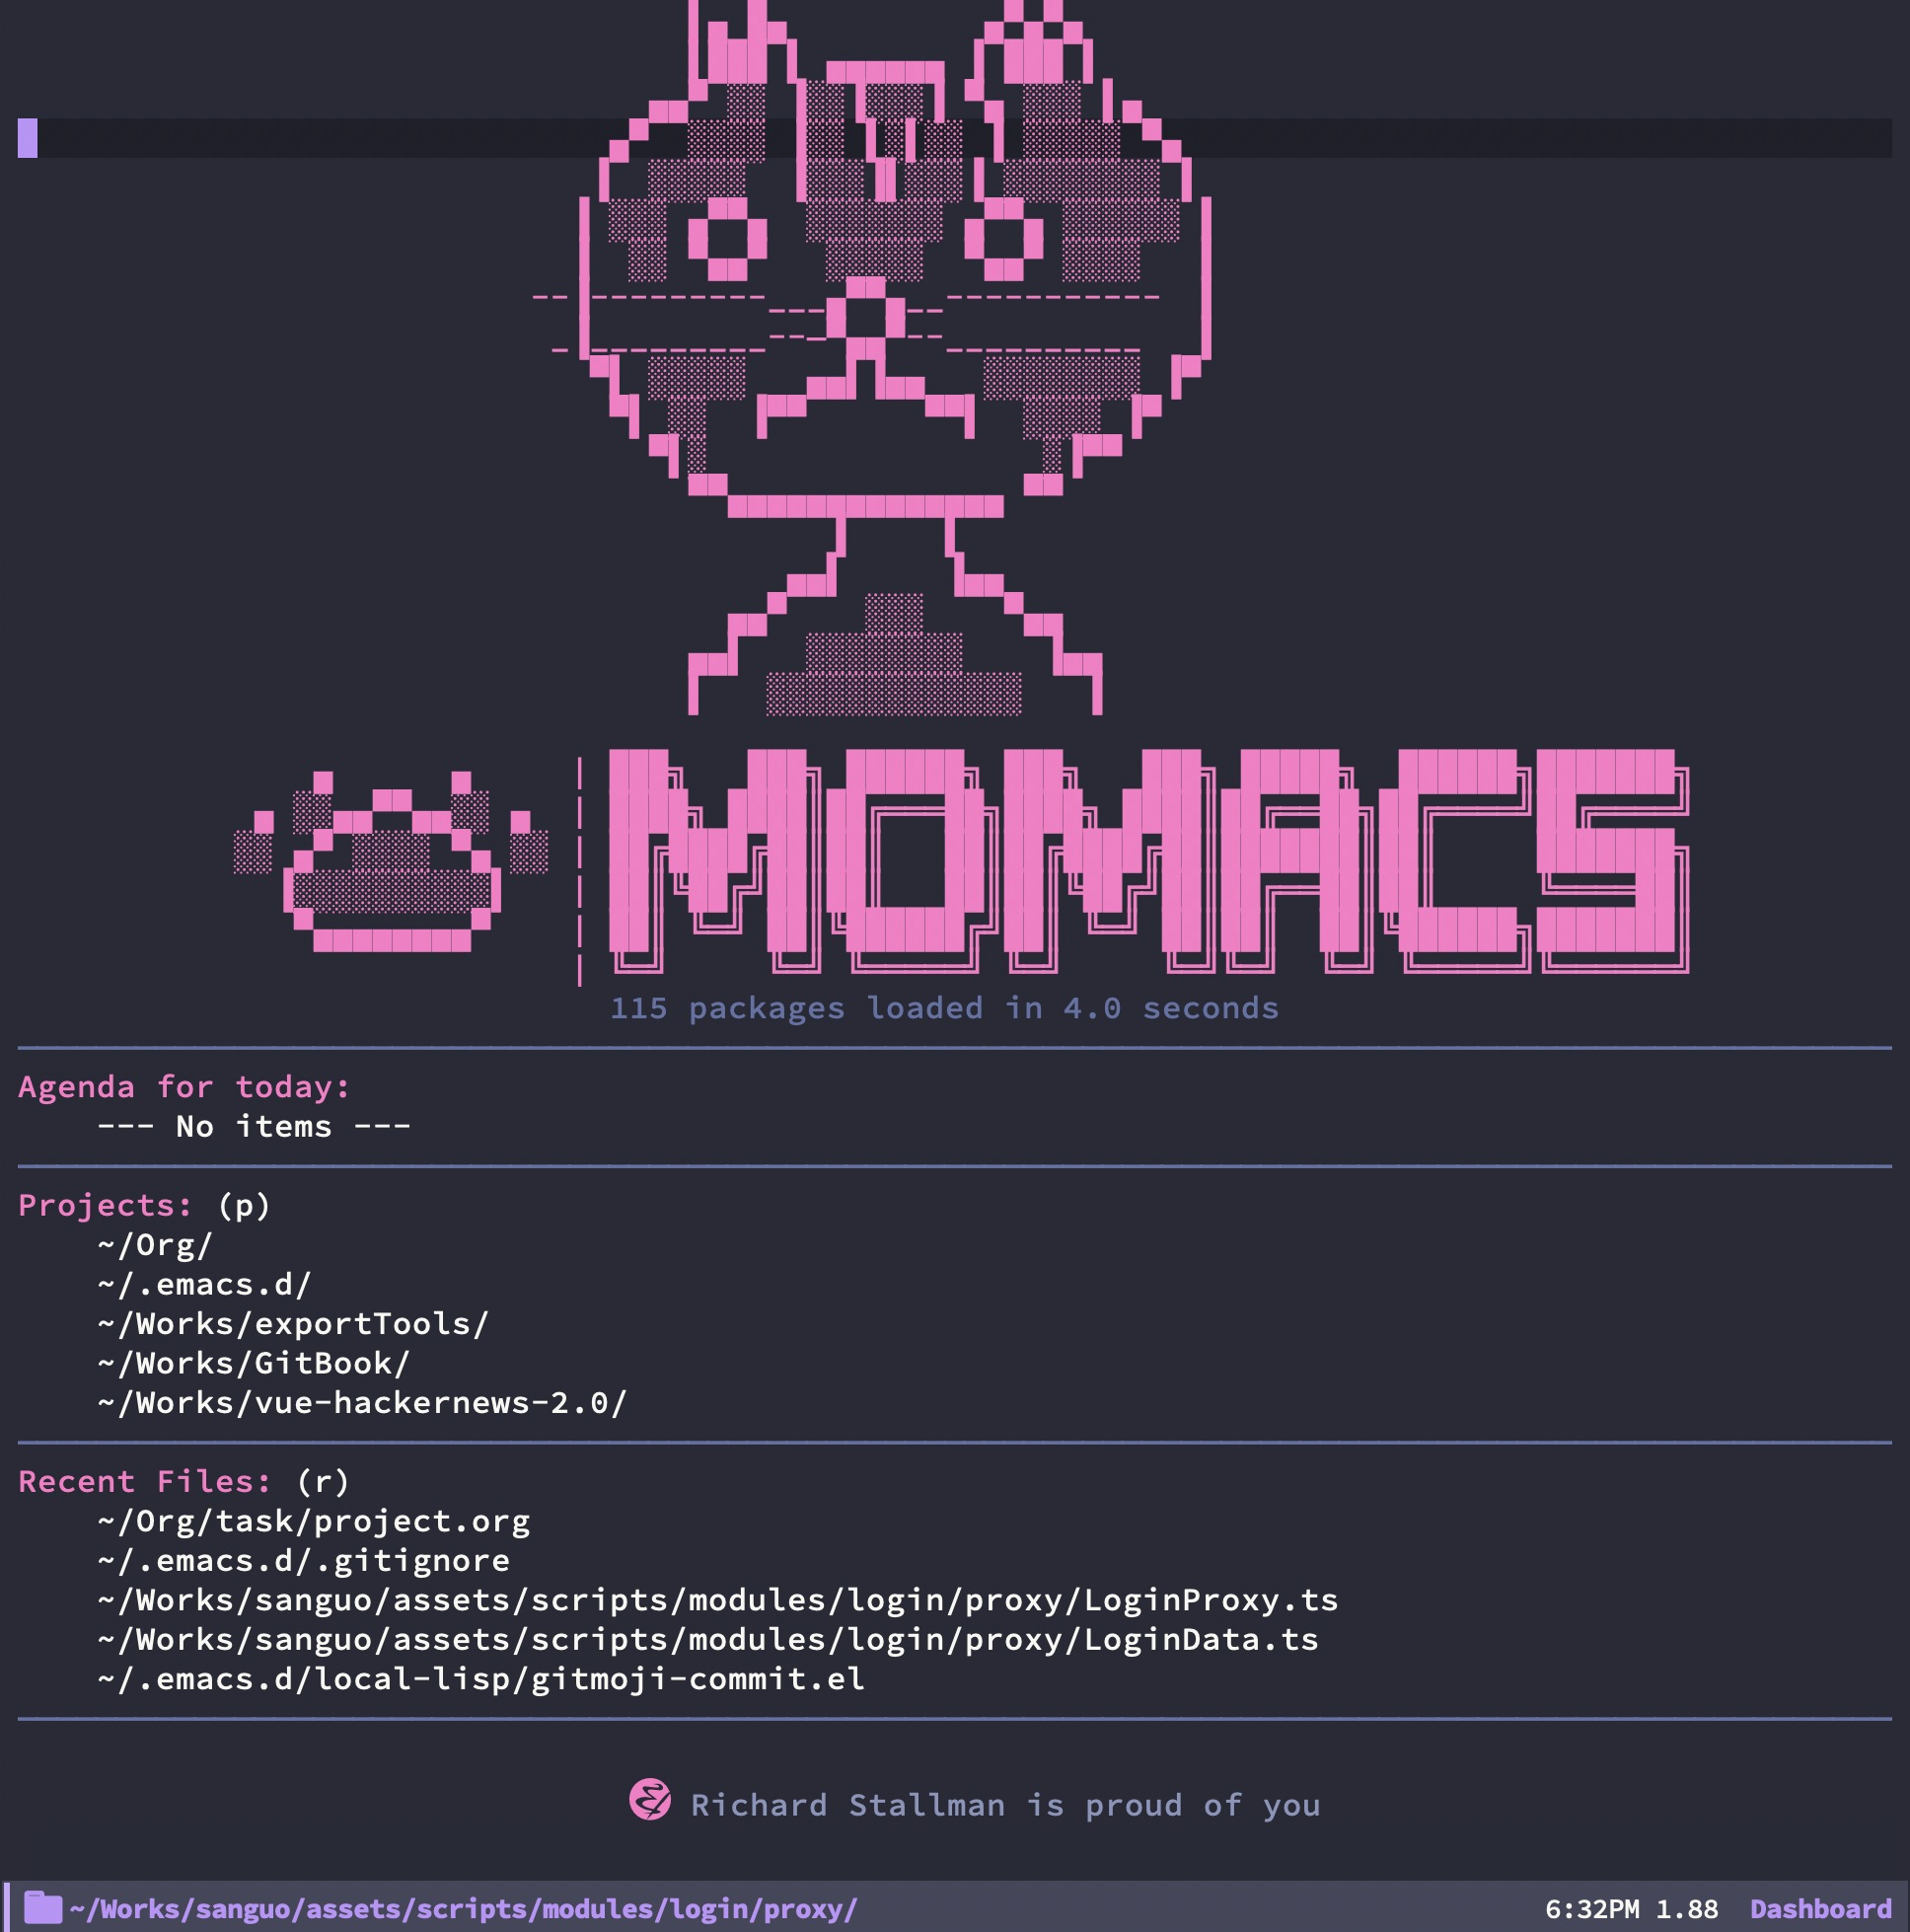 MOMACS
115 packages loaded in 4.0 seconds
Agenda for today:
--- No items ---
Projects: (p)
~/Org/
~/.emacs.d/
~/Works/exportTools/
~/Works/GitBook/
~/Works/vue-hackernews-2.0/
Recent Files: (r)
~/Org/task/project.org
~/.emacs.d/.gitignore
~/Works/sanguo/assets/scripts/modules/login/proxy/LoginProxy.ts
~/Works/sanguo/assets/scripts/modules/login/proxy/LoginData.ts
~/.emacs.d/local-lisp/gitmoji-commit.el
Richard Stallman is proud of you
~/Works/sanguo/assets/scripts/modules/login/proxy/ 6:32PM 1.88 Dashboard